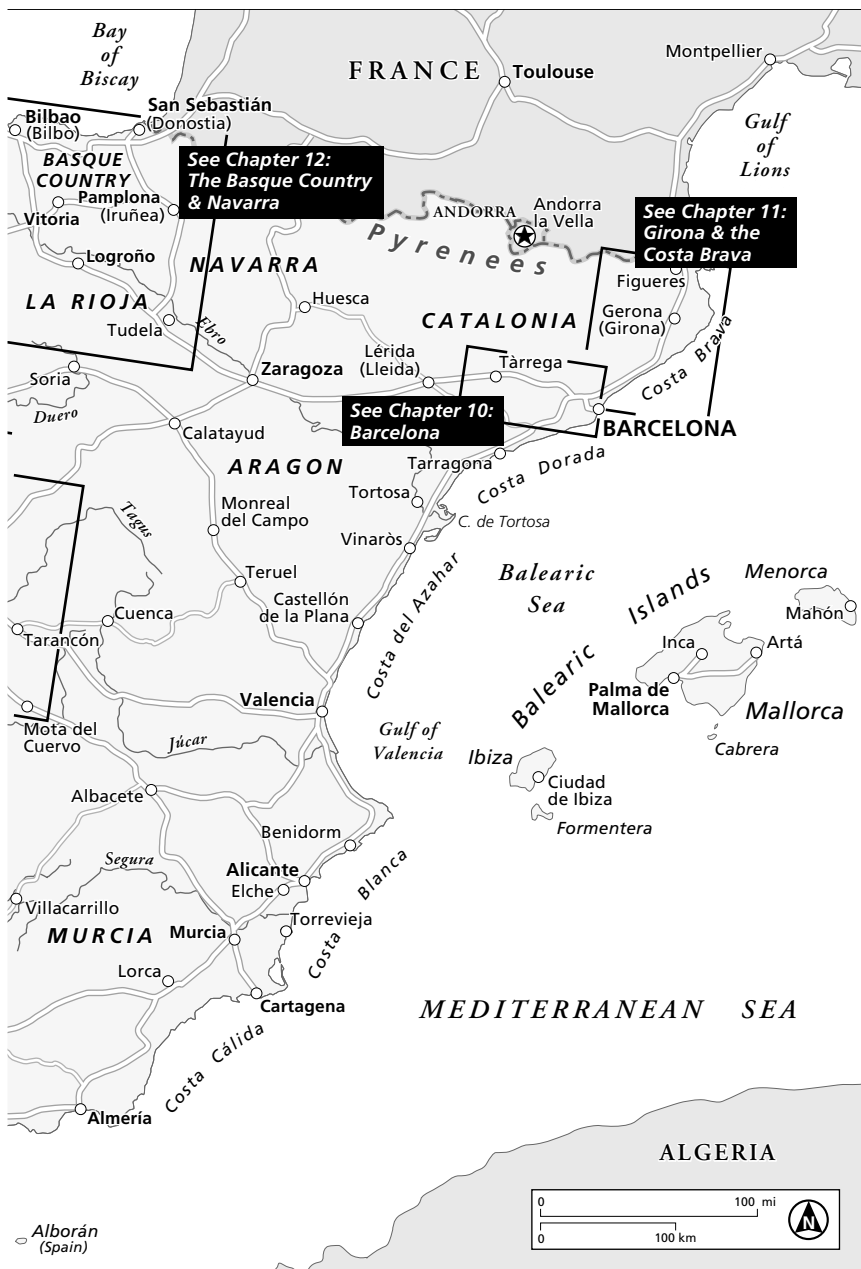 Bay
of
Biscay
FRANCE
Toulouse
Montpellier
Gulf
of
Lions
Bilbao
(Bilbo)
San Sebastián
(Donostia)
BASQUE
COUNTRY
Vitoria
Pamplona
(Iruñea)
See Chapter 12:
The Basque Country
& Navarra
ANDORRA
Andorra
la Vella
Pyrenees
See Chapter 11:
Girona & the
Costa Brava
Figueres
Gerona
(Girona)
Costa Brava
Logroño
NAVARRA
LA RIOJA
Tudela
Ebro
Huesca
CATALONIA
Lérida
(Lleida)
Tàrrega
Zaragoza
Soria
Duero
Calatayud
See Chapter 10:
Barcelona
BARCELONA
ARAGON
Tarragona
Costa Dorada
Tortosa
C. de Tortosa
Monreal
del Campo
Tagus
Vinaròs
Teruel
Castellón
de la Plana
Costa del Azahar
Balearic
Sea
Balearic Islands
Menorca
Mahón
Cuenca
Tarancón
Inca
Artá
Palma de
Mallorca
Mallorca
Cabrera
Valencia
Gulf of
Valencia
Mota del
Cuervo
Júcar
Ibiza
Ciudad
de Ibiza
Formentera
Albacete
Benidorm
Segura
Alicante
Elche
Costa Blanca
Villacarrillo
MURCIA
Murcia
Torrevieja
Lorca
Cartagena
MEDITERRANEAN SEA
Costa Cálida
Almería
ALGERIA
Alborán
(Spain)
0
100 mi
0
100 km
N